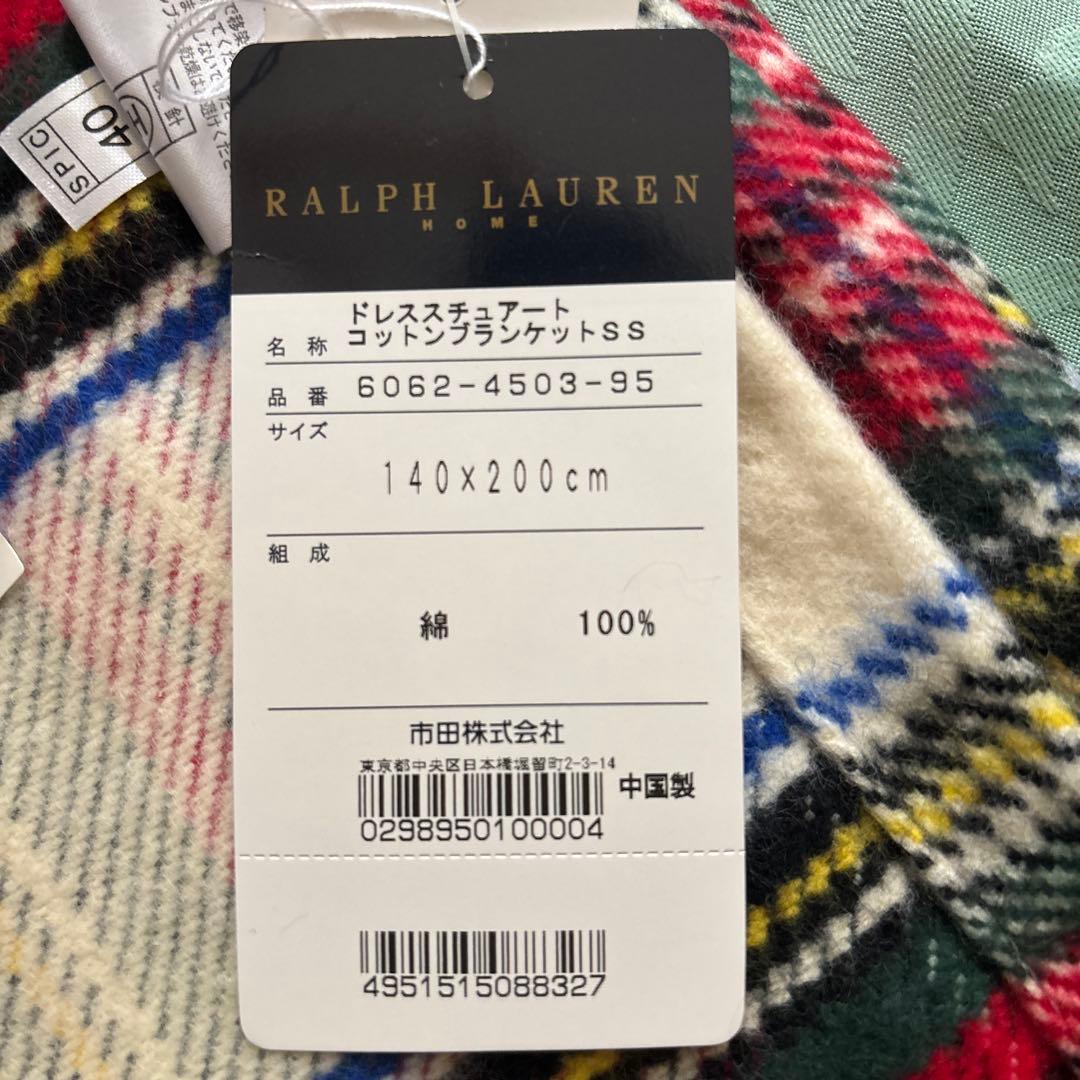 RALPH LAUREN
HOME
ドレススチュアート
名 称 コットンブランケットSS
品 番 6062-4503-95
サイズ
140×200cm
組 成
綿 100%
市田株式会社
東京都中央区日本橋堀留町2-3-14
中国製
0298950100004
4951515088327
SPIC
40